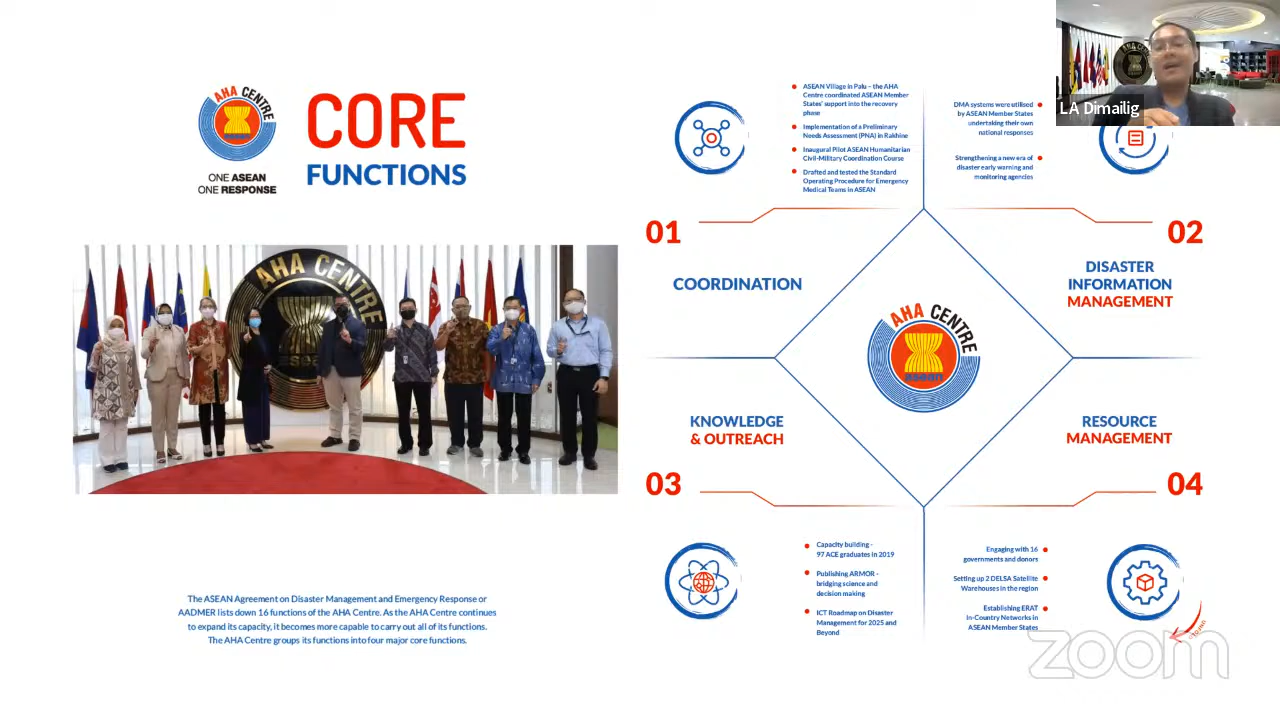 AHA CENTRE
asean
ONE ASEAN
ONE RESPONSE
CORE
FUNCTIONS
AHA CENTRE
The ASEAN Agreement on Disaster Management and Emergency Response or
AADMER lists down 16 functions of the AHA Centre. As the AHA Centre continues
to expand its capacity, it becomes more capable to carry out all of its functions.
The AHA Centre groups its functions into four major core functions.
ASEAN Village in Palu – the AHA
Centre coordinated ASEAN Member
States' support into the recovery
phase
Implementation of a Preliminary
Needs Assessment (PNA) in Rakhine
Inaugural Pilot ASEAN Humanitarian
Civil-Military Coordination Course
Drafted and tested the Standard
Operating Procedure for Emergency
Medical Teams in ASEAN
01
COORDINATION
DMA systems were utilised
by ASEAN Member States
undertaking their own
national responses
Strengthening a new era of
disaster early warning and
monitoring agencies
02
DISASTER
INFORMATION
MANAGEMENT
AHA CENTRE
asean
KNOWLEDGE
& OUTREACH
03
Capacity building -
97 ACE graduates in 2019
Publishing ARMOR -
bridging science and
decision making
ICT Roadmap on Disaster
Management for 2025 and
Beyond
RESOURCE
MANAGEMENT
04
Engaging with 16
governments and donors
Setting up 2 DELSA Satellite
Warehouses in the region
Establishing ERAT
In-Country Networks in
ASEAN Member States
AHA CENTRE
LA Dimailig
zoom